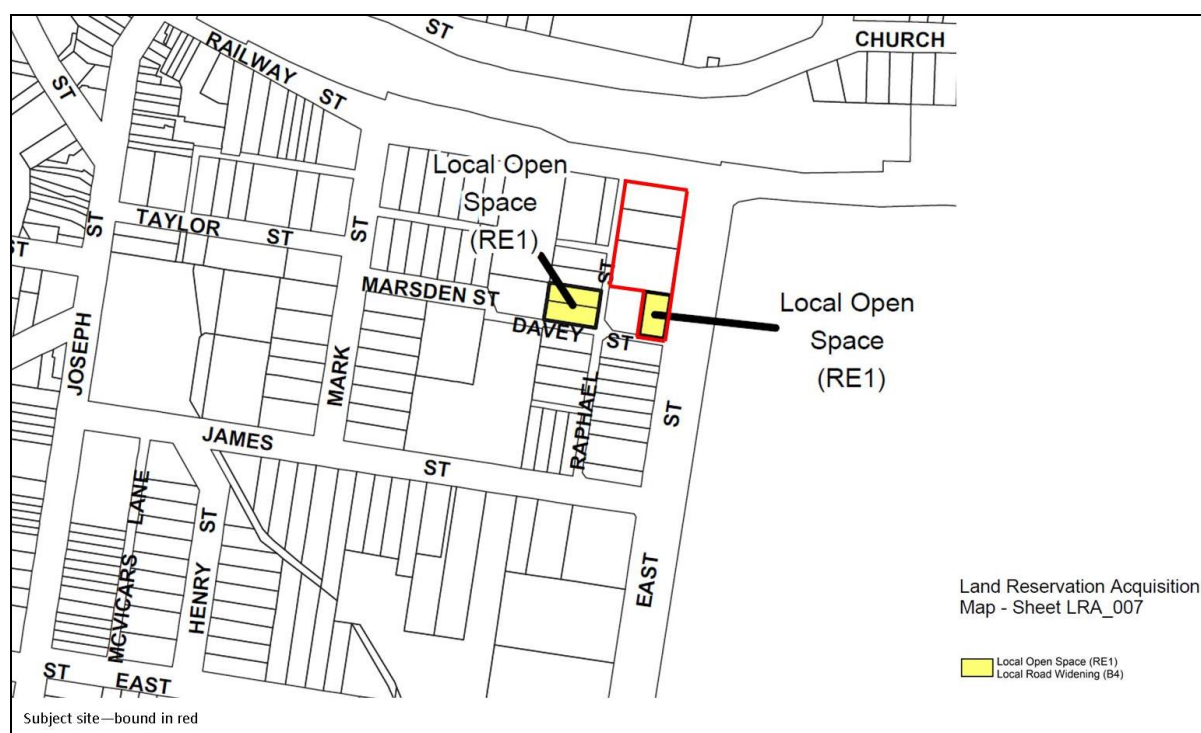 ST
CHURCH
RAILWAY ST
ST
Local Open
Space
(RE1)
ST
TAYLOR ST
ST
ST
ST
MARSDEN ST
DAVEY ST
Local Open
Space
(RE1)
JOSEPH
MARK
RAPHAEL
ST
JAMES ST
MCVICARS LANE
HENRY ST
EAST
ST EAST
Land Reservation Acquisition
Map - Sheet LRA_007
Local Open Space (RE1)
Local Road Widening (B4)
Subject site—bound in red